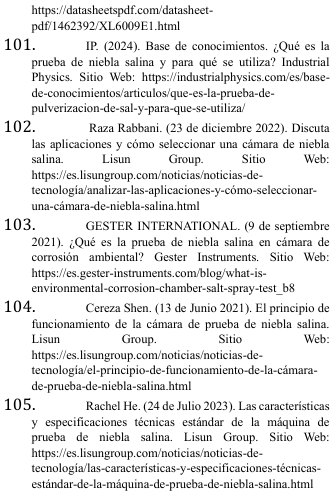 https://datasheetspdf.com/datasheet-
pdf/1462392/XL6009E1.html
101. IP. (2024). Base de conocimientos. ¿Qué es la
prueba de niebla salina y para qué se utiliza? Industrial
Physics. Sitio Web: https://industrialphysics.com/es/base-
de-conocimientos/articulos/que-es-la-prueba-de-
pulverizacion-de-sal-y-para-que-se-utiliza/
102. Raza Rabbani. (23 de diciembre 2022). Discuta
las aplicaciones y cómo seleccionar una cámara de niebla
salina. Lisun Group. Sitio Web:
https://es.lisungroup.com/noticias/noticias-de-
tecnología/analizar-las-aplicaciones-y-cómo-seleccionar-
una-cámara-de-niebla-salina.html
103. GESTER INTERNATIONAL. (9 de septiembre
2021). ¿Qué es la prueba de niebla salina en cámara de
corrosión ambiental? Gester Instruments. Sitio Web:
https://es.gester-instruments.com/blog/what-is-
environmental-corrosion-chamber-salt-spray-test_b8
104. Cereza Shen. (13 de Junio 2021). El principio de
funcionamiento de la cámara de prueba de niebla salina.
Lisun Group. Sitio Web:
https://es.lisungroup.com/noticias/noticias-de-
tecnología/el-principio-de-funcionamiento-de-la-cámara-
de-prueba-de-niebla-salina.html
105. Rachel He. (24 de Julio 2023). Las características
y especificaciones técnicas estándar de la máquina de
prueba de niebla salina. Lisun Group. Sitio Web:
https://es.lisungroup.com/noticias/noticias-de-
tecnología/las-características-y-especificaciones-técnicas-
estándar-de-la-máquina-de-prueba-de-niebla-salina.html